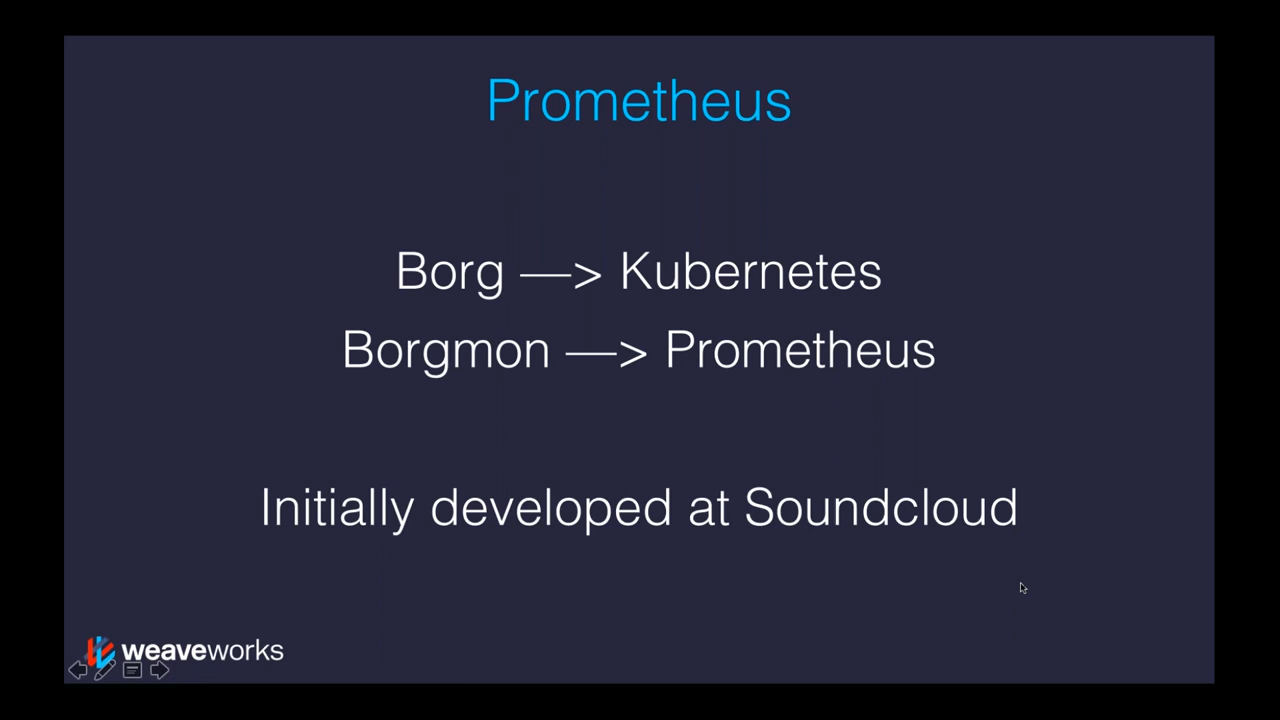 Prometheus
Borg —> Kubernetes
Borgmon —> Prometheus
Initially developed at Soundcloud
weaveworks